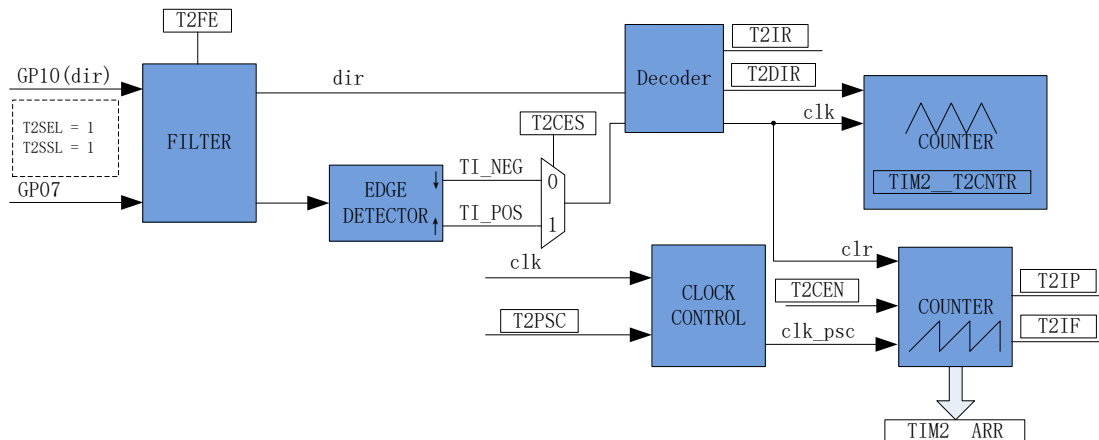 T2FE
GP10(dir)
T2SEL = 1
T2SSL = 1
GP07
FILTER
dir
EDGE
DETECTOR
TI_NEG
TI_POS
T2CES
0
1
Decoder
T2IR
T2DIR
clk
COUNTER
TIM2__T2CNTR
clk
T2PSC
CLOCK
CONTROL
clr
T2CEN
clk_psc
COUNTER
T2IP
T2IF
TIM2__ARR